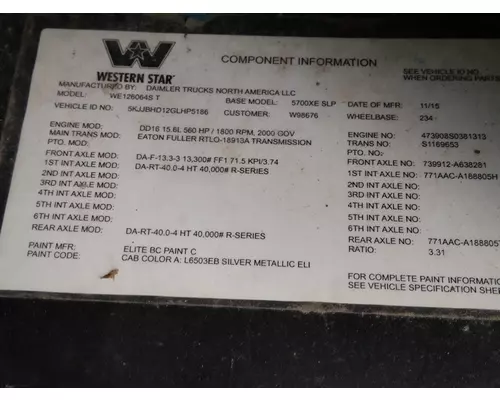 WESTERN STAR
COMPONENT INFORMATION
SEE VEHICLE
WHEN ORDERING PARTS
MANUFACTURED BY: DAIMLER TRUCKS NORTH AMERICA LLC
MODEL: WE128064S T BASE MODEL: 5700XE SLP DATE OF MFR: 11/15
VEHICLE ID NO: 5KJJBHD12GLHP5186 CUSTOMER: W98676 WHEELBASE: 234
ENGINE MOD: DD16 15.6L 560 HP / 1800 RPM, 2000 GOV ENGINE NO: 473908S0361313
MAIN TRANS MOD: EATON FULLER RTLO-18913A TRANSMISSION TRANS NO: S1169653
PTO. MOD: PTO. NO:
FRONT AXLE MOD: DA-F-13.3-3 13,300# FF1 71.5 KPI/3.74 FRONT AXLE NO: 739912-A638281
1ST INT AXLE MOD: DA-RT-40.0-4 HT 40,000# R-SERIES 1ST INT AXLE NO: 771AAC-A188805H
2ND INT AXLE MOD: 2ND INT AXLE NO:
3RD INT AXLE MOD: 3RD INT AXLE NO:
4TH INT AXLE MOD: 4TH INT AXLE NO:
5TH INT AXLE MOD: 5TH INT AXLE NO:
6TH INT AXLE MOD: 6TH INT AXLE NO:
REAR AXLE MOD: DA-RT-40.0-4 HT 40,000# R-SERIES REAR AXLE NO: 771AAC-A188805
RATIO: 3.31
PAINT MFR: ELITE BC PAINT C
PAINT CODE: CAB COLOR A: L6503EB SILVER METALLIC ELI
FOR COMPLETE PAINT INFORMATION
SEE VEHICLE SPECIFICATION SHEET